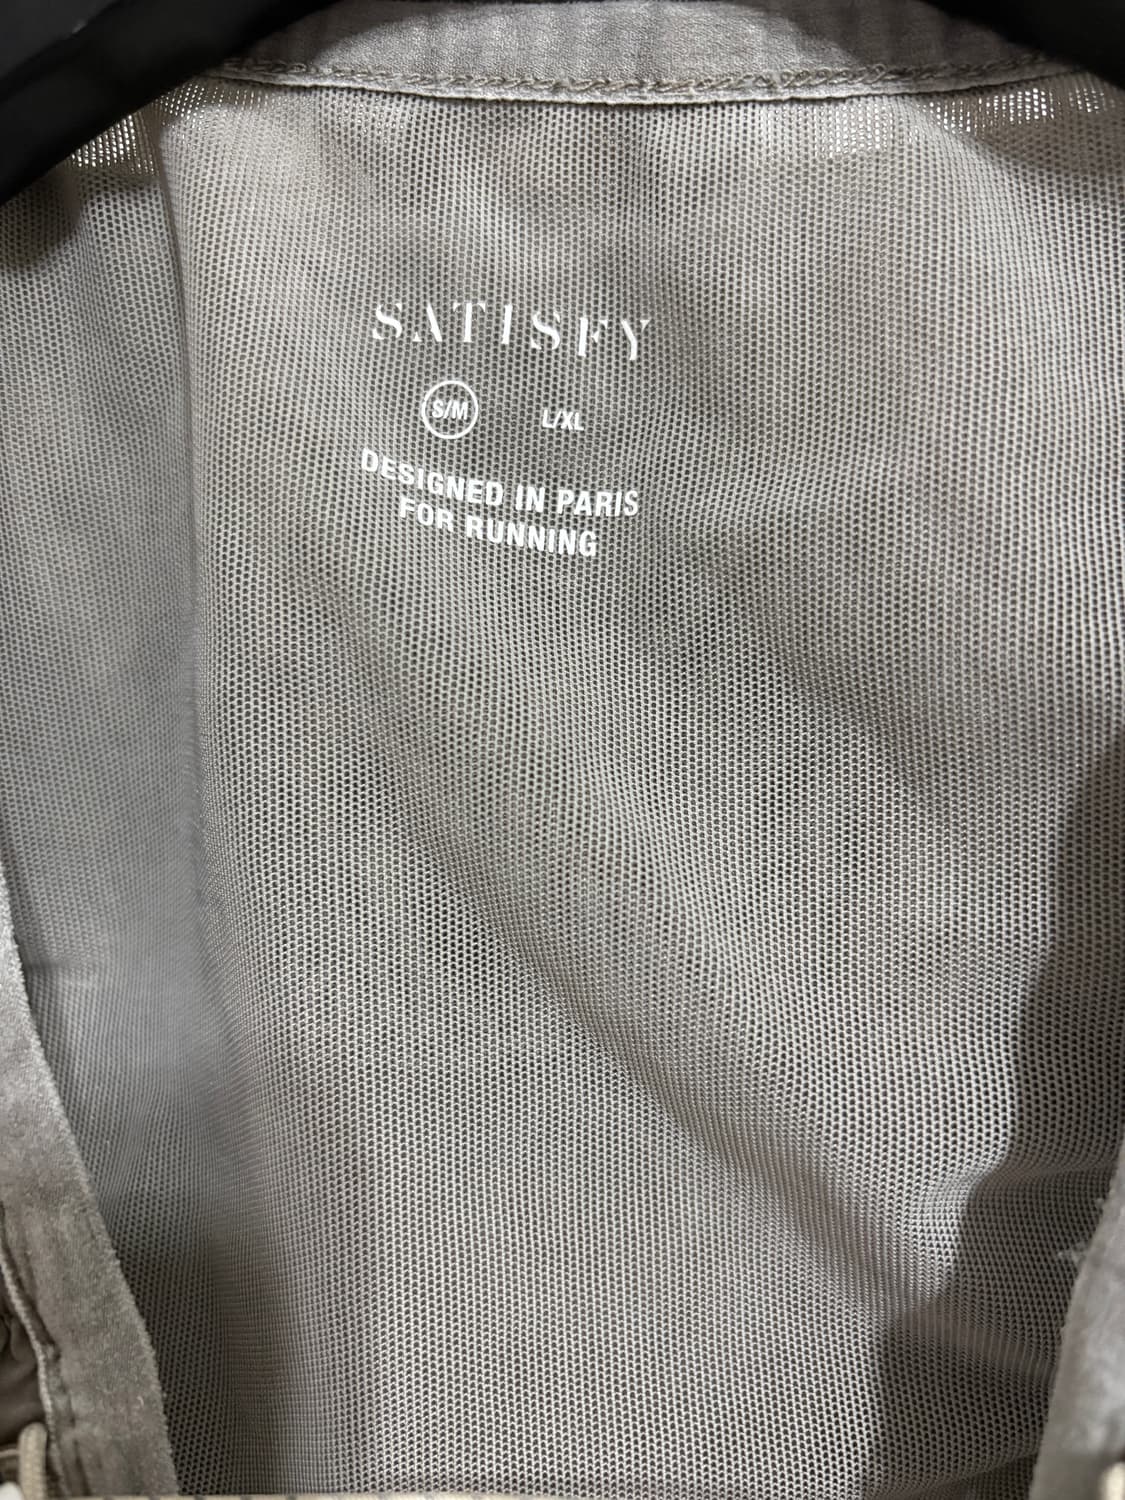 SATISFY
S/M L/XL
DESIGNED IN PARIS
FOR RUNNING